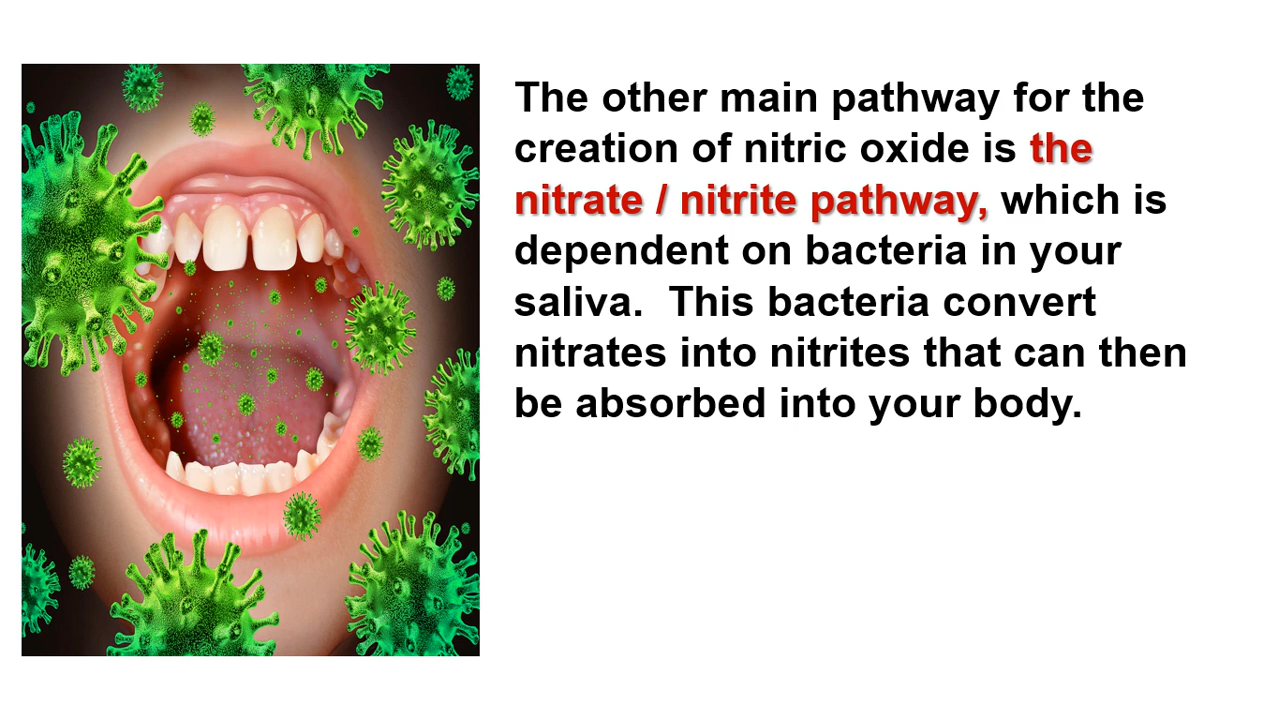 The other main pathway for the
creation of nitric oxide is the
nitrate / nitrite pathway, which is
dependent on bacteria in your
saliva.  This bacteria convert
nitrates into nitrites that can then
be absorbed into your body.